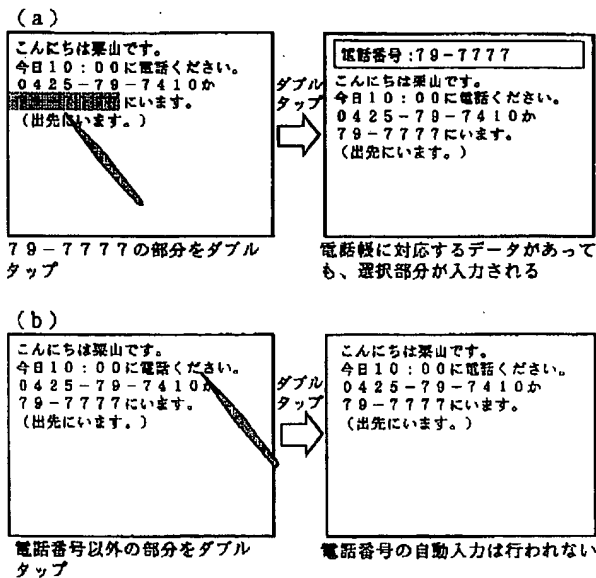 (a)
こんにちは栗山です。
今日10:00に電話ください。
0425-79-7410か
にいます。
(出先にいます。)
79-7777の部分をダブル
タップ
ダブル
タップ
電話番号:79-7777
こんにちは栗山です。
今日10:00に電話ください。
0425-79-7410か
79-7777にいます。
(出先にいます。)
電話帳に対応するデータがあって
も、選択部分が入力される
(b)
こんにちは栗山です。
今日10:00に電話ください。
0425-79-7410か
79-7777にいます。
(出先にいます。)
電話番号以外の部分をダブル
タップ
ダブル
タップ
こんにちは栗山です。
今日10:00に電話ください。
0425-79-7410か
79-7777にいます。
(出先にいます。)
電話番号の自動入力は行われない